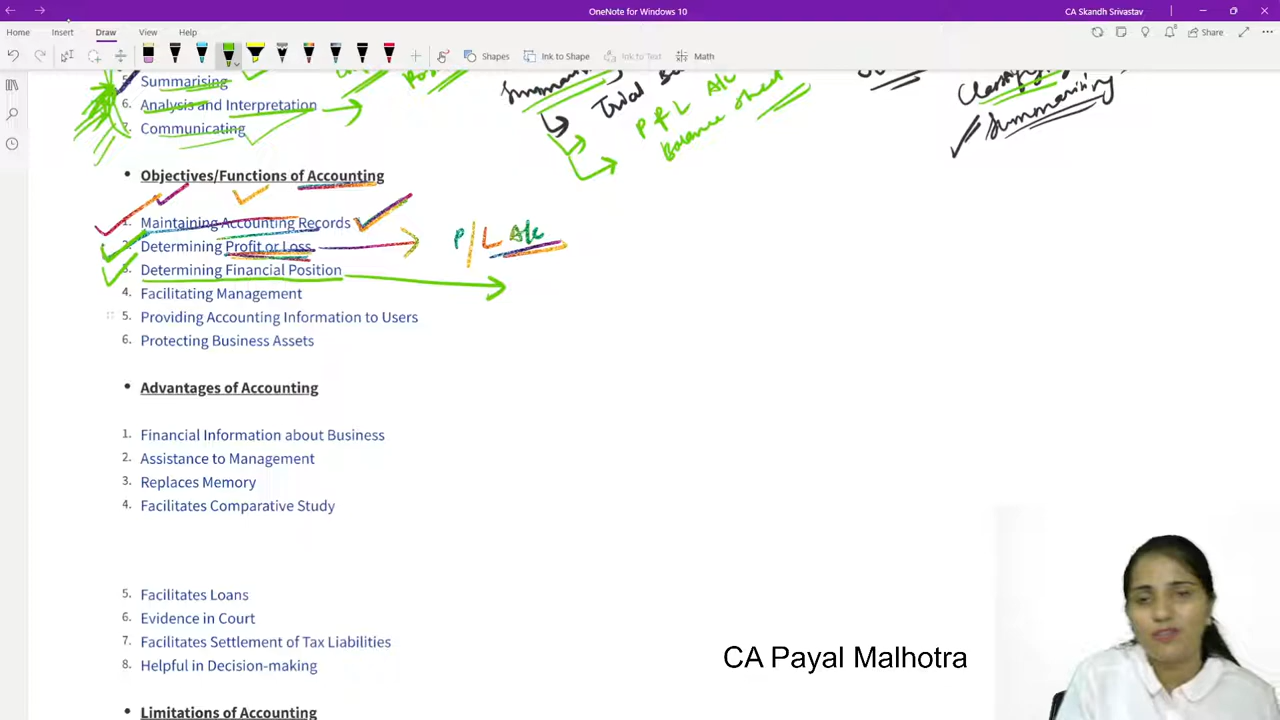 OneNote for Windows 10
CA Skandh Srivastav
Home Insert Draw View Help
Share
Shapes Ink to Shape Ink to Text Math
5. Summarising
6. Analysis and Interpretation
7. Communicating
Trial
P & L A/c
Balance Sheet
Classifying
Summarising
• Objectives/Functions of Accounting
1. Maintaining Accounting Records
2. Determining Profit or Loss
P/L A/c
3. Determining Financial Position
4. Facilitating Management
5. Providing Accounting Information to Users
6. Protecting Business Assets
• Advantages of Accounting
1. Financial Information about Business
2. Assistance to Management
3. Replaces Memory
4. Facilitates Comparative Study
5. Facilitates Loans
6. Evidence in Court
7. Facilitates Settlement of Tax Liabilities
8. Helpful in Decision-making
CA Payal Malhotra
• Limitations of Accounting